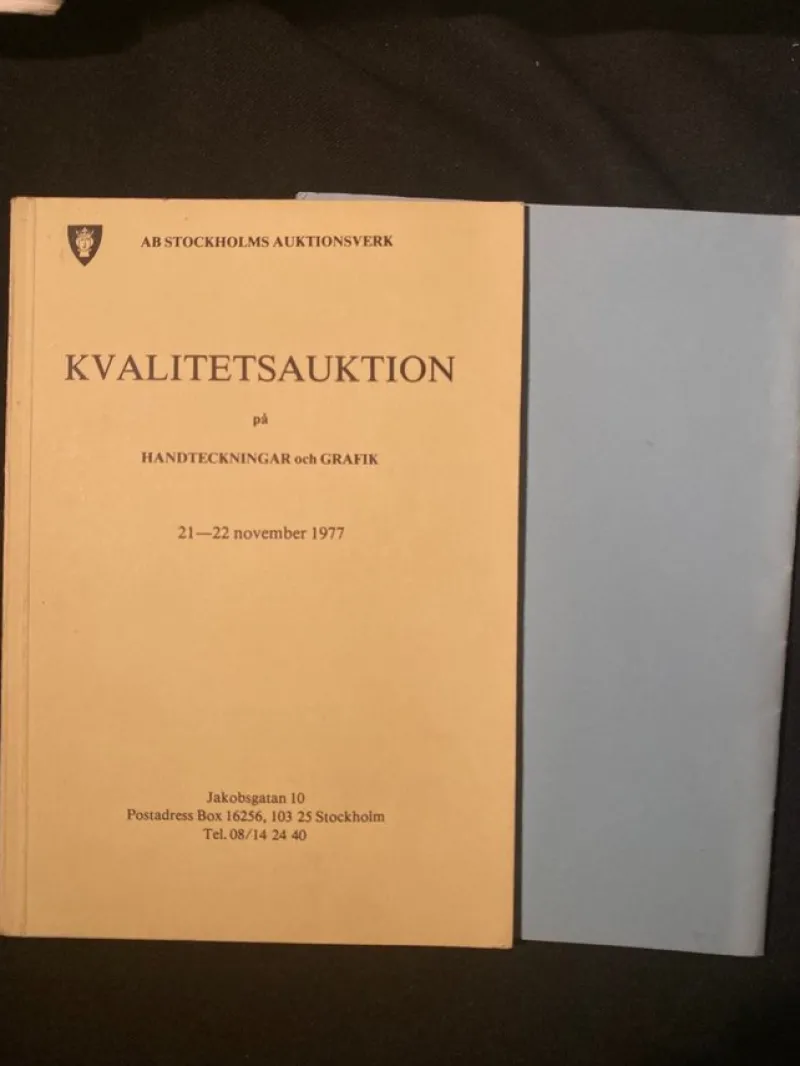 AB STOCKHOLMS AUKTIONSVERK
KVALITETSAUKTION
på
HANDTECKNINGAR och GRAFIK
21—22 november 1977
Jakobsgatan 10
Postadress Box 16256, 103 25 Stockholm
Tel. 08/14 24 40